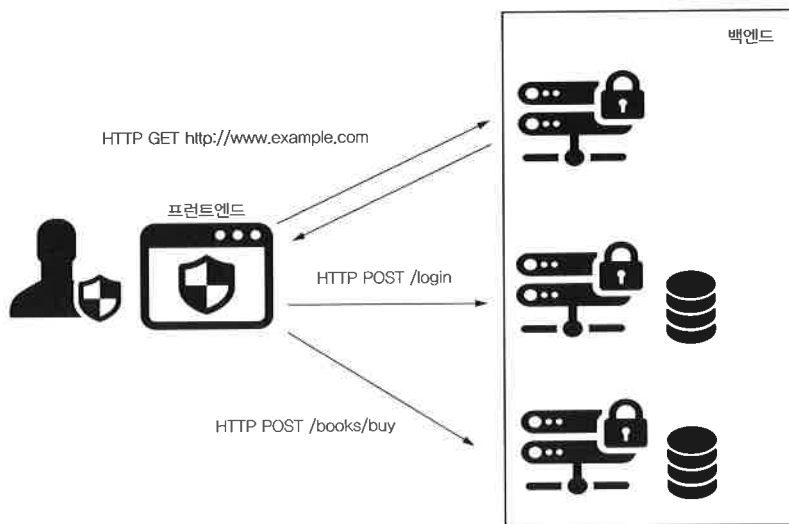 백엔드
HTTP GET http://www.example.com
프런트엔드
HTTP POST /login
HTTP POST /books/buy